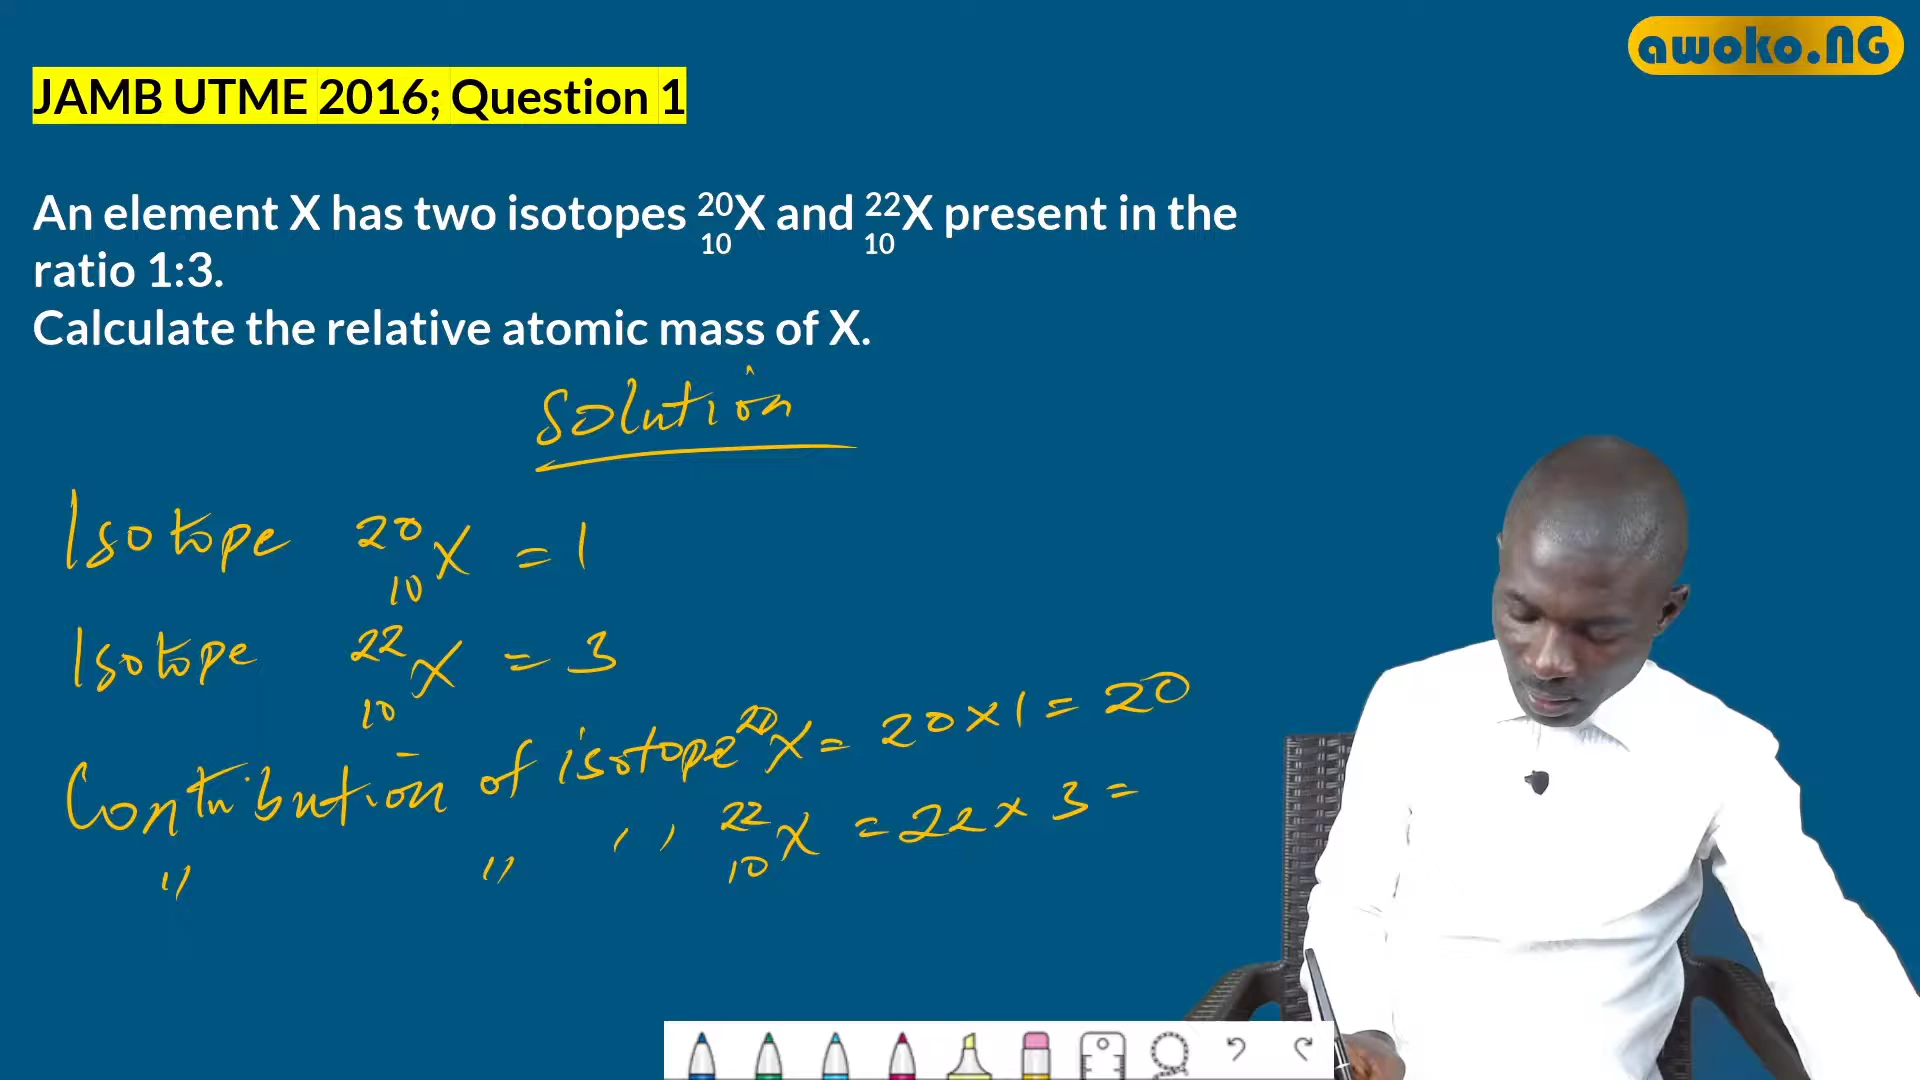 awoko.NG
JAMB UTME 2016; Question 1
An element X has two isotopes ²⁰₁₀X and ²²₁₀X present in the
ratio 1:3.
Calculate the relative atomic mass of X.
Solution
Isotope ²⁰₁₀X = 1
Isotope ²²₁₀X = 3
Contribution of isotope ²⁰X = 20 x 1 = 20
" " " ²²₁₀X = 22 x 3 =